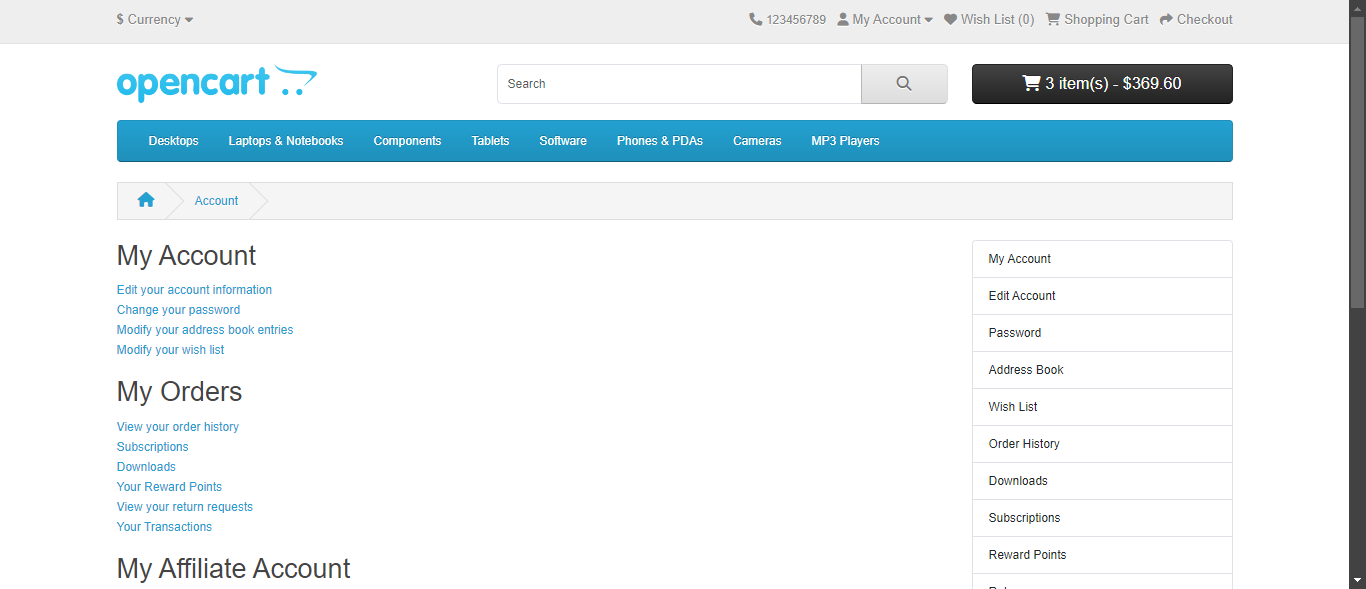 $ Currency
123456789 My Account Wish List (0) Shopping Cart Checkout
opencart
Search
3 item(s) - $369.60
Desktops Laptops & Notebooks Components Tablets Software Phones & PDAs Cameras MP3 Players
Account
My Account
Edit your account information
Change your password
Modify your address book entries
Modify your wish list
My Orders
View your order history
Subscriptions
Downloads
Your Reward Points
View your return requests
Your Transactions
My Affiliate Account
My Account
Edit Account
Password
Address Book
Wish List
Order History
Downloads
Subscriptions
Reward Points